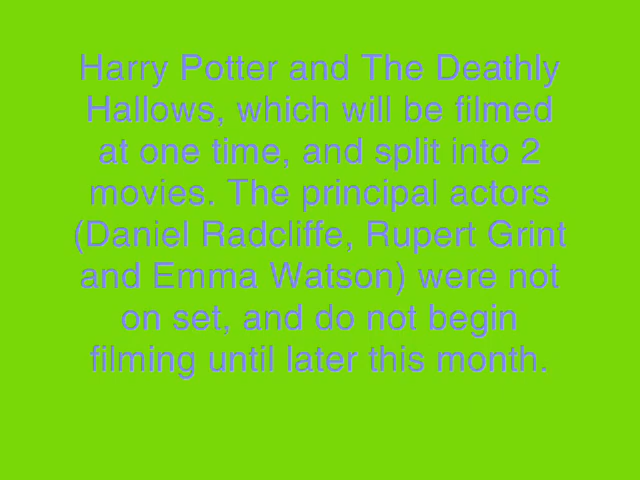 Harry Potter and The Deathly
Hallows, which will be filmed
at one time, and split into 2
movies. The principal actors
(Daniel Radcliffe, Rupert Grint
and Emma Watson) were not
on set, and do not begin
filming until later this month.